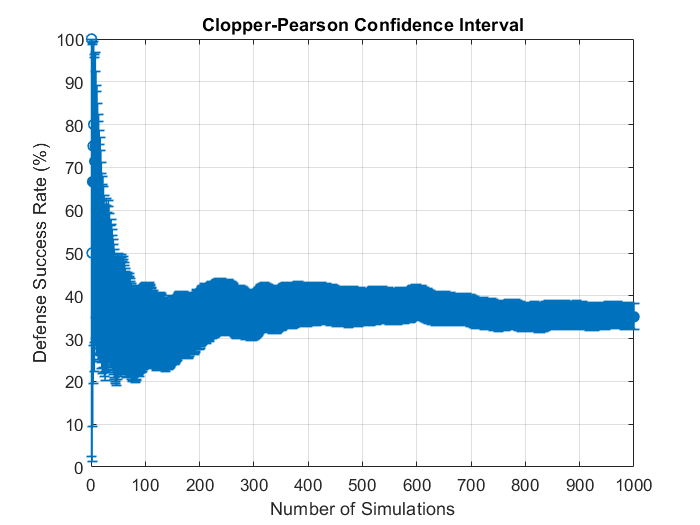 Clopper-Pearson Confidence Interval
100
90
80
70
60
50
40
30
20
10
0
Defense Success Rate (%)
0 100 200 300 400 500 600 700 800 900 1000
Number of Simulations